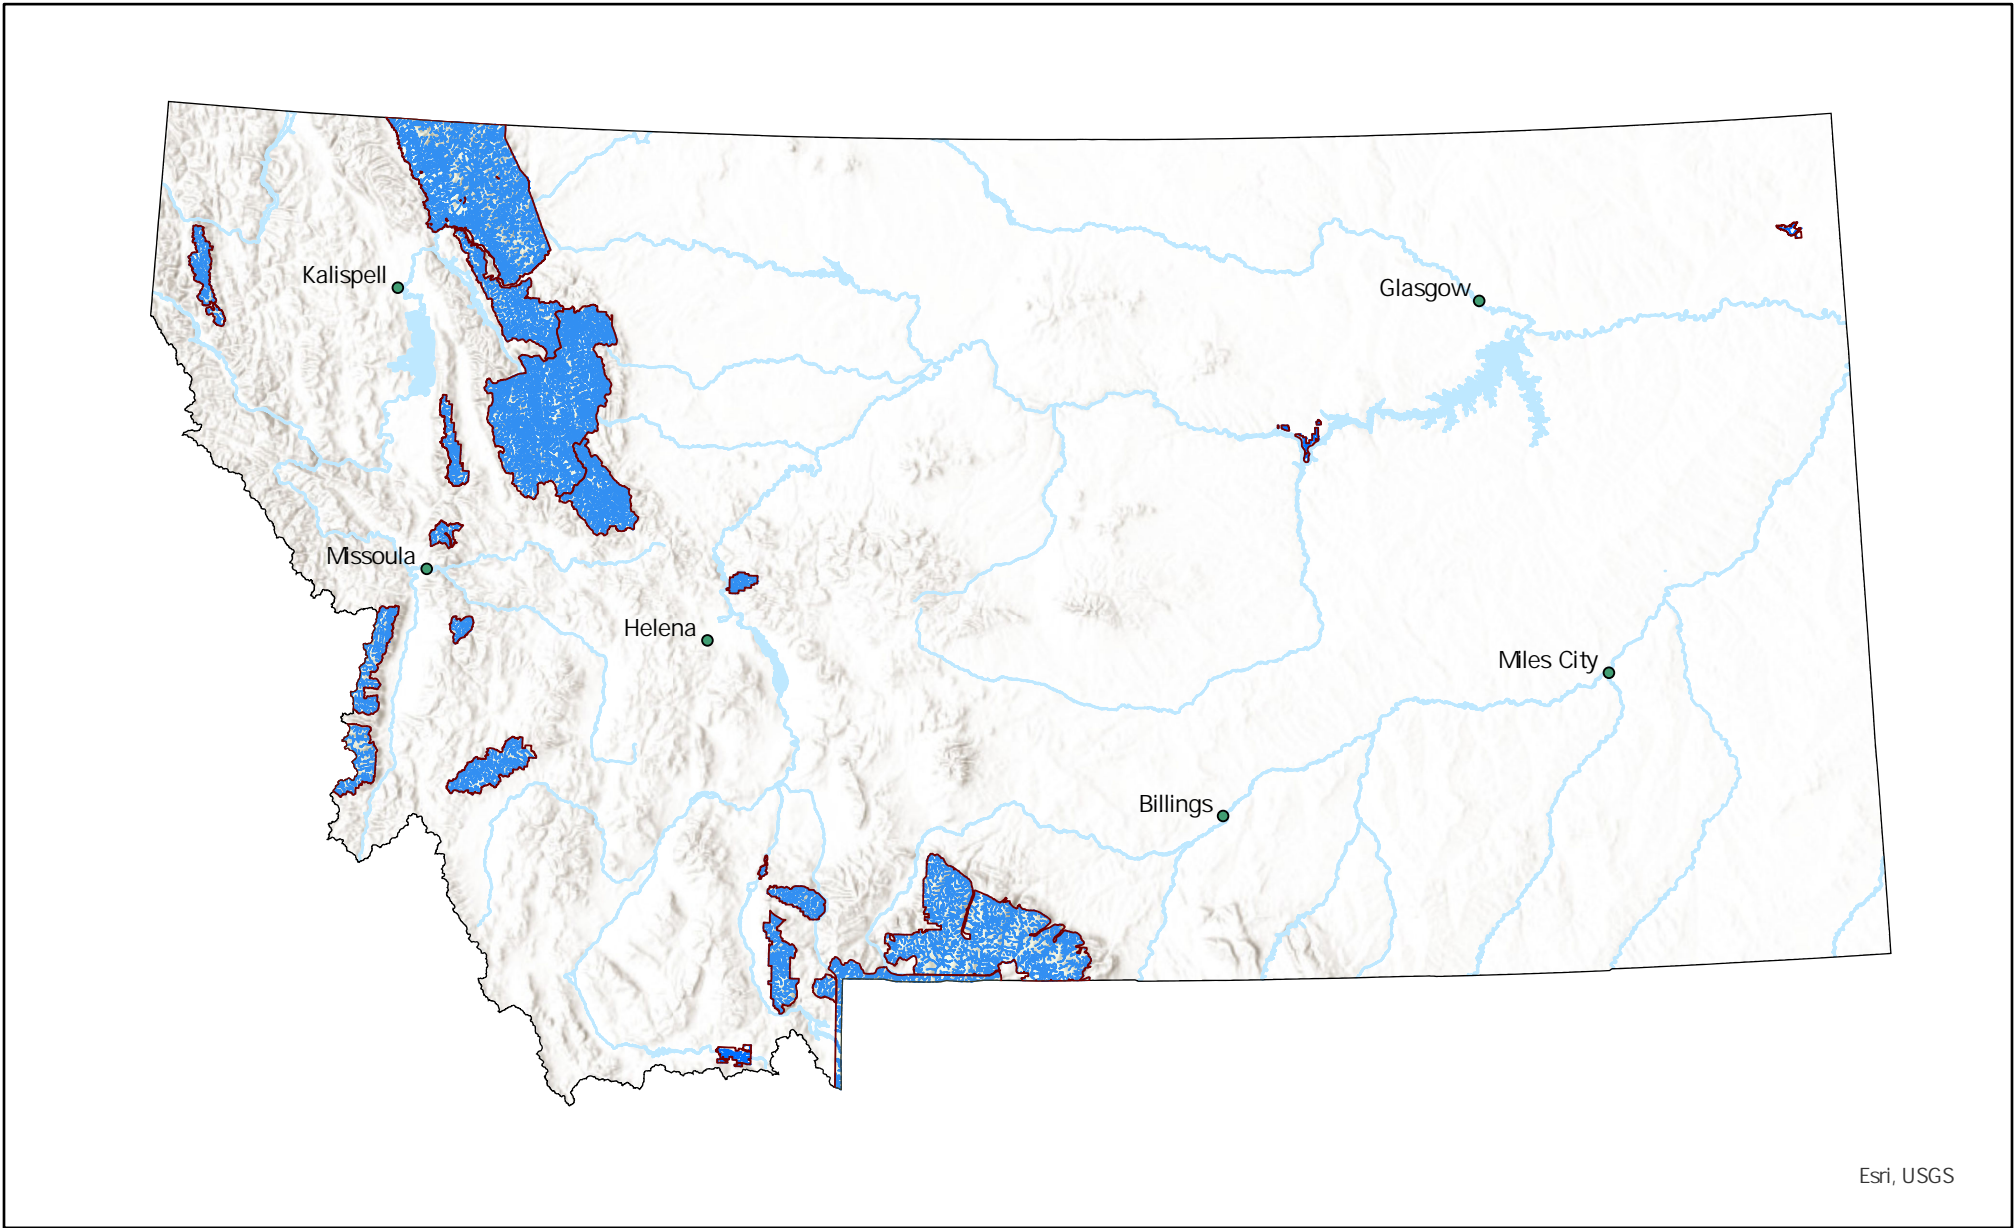 Kalispell
Glasgow
Missoula
Helena
Miles City
Billings
Esri, USGS